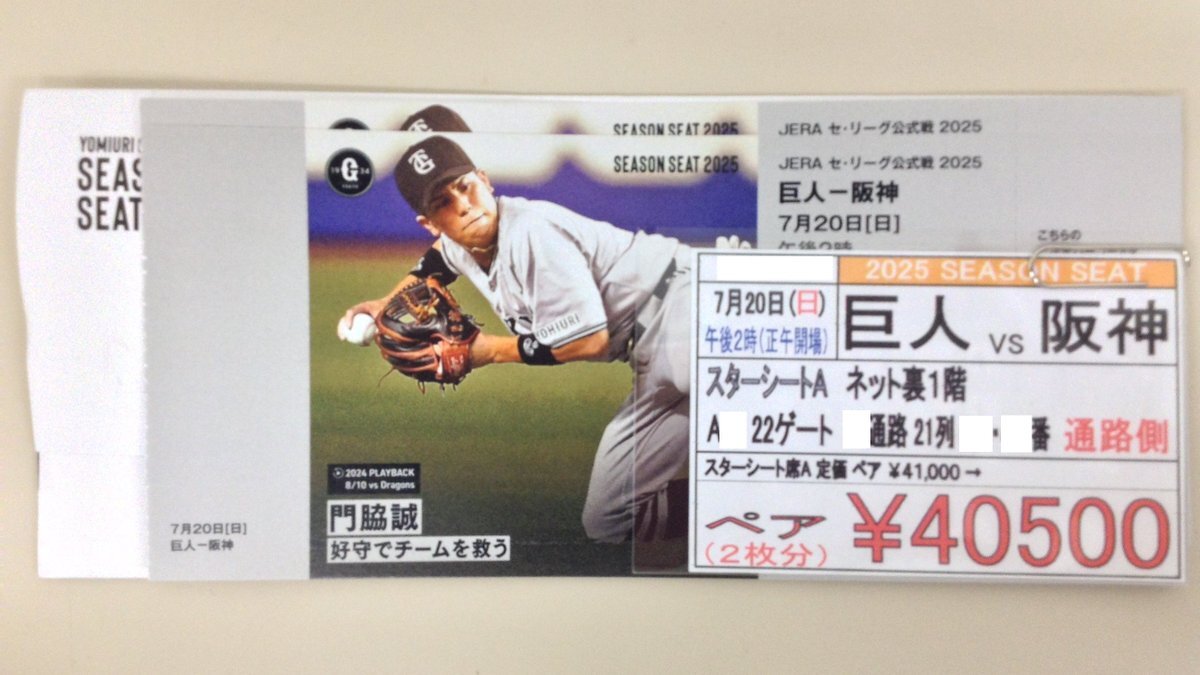 YOMIURI
SEAS
SEAT
7月20日[日]
巨人ー阪神
SEASON SEAT 2025
SEASON SEAT 2025
19 G 34
TOKYO
YOMIURI
2024 PLAYBACK
8/10 vs Dragons
門脇誠
好守でチームを救う
JERA セ・リーグ公式戦 2025
JERA セ・リーグ公式戦 2025
巨人ー阪神
7月20日[日]
午後2時
こちらの
2025 SEASON SEAT
7月20日(日)
午後2時(正午開場)
巨人 vs 阪神
スターシートA ネット裏1階
A 22ゲート 通路 21列 ・ 番 通路側
スターシート席A 定価 ペア ¥41,000→
ペア
(2枚分)
¥40500